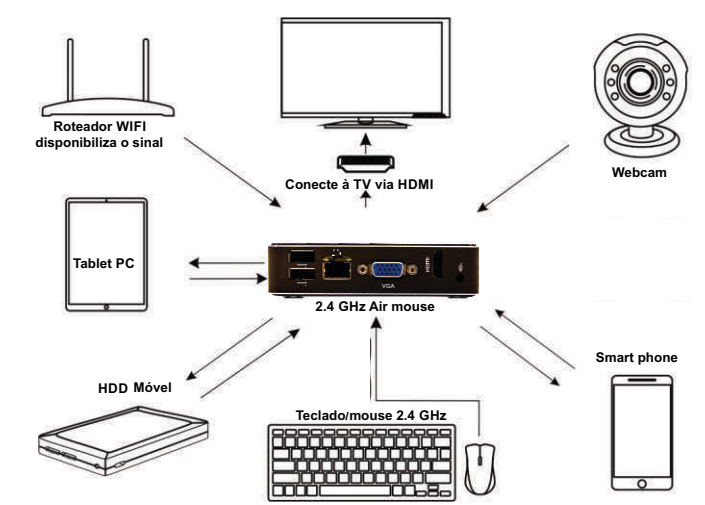 Roteador WIFI
disponibiliza o sinal
Conecte à TV via HDMI
Webcam
Tablet PC
HDMI
VGA
2.4 GHz Air mouse
HDD Móvel
Smart phone
Teclado/mouse 2.4 GHz